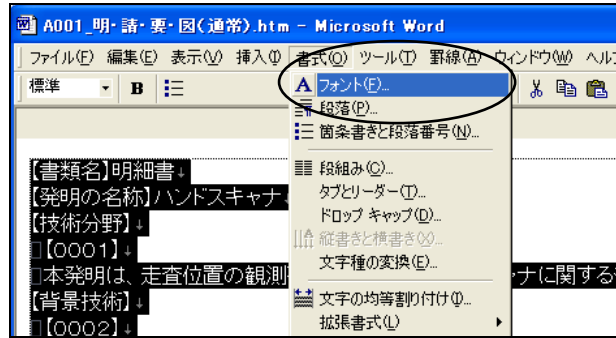 A001_明・請・要・図(通常).htm - Microsoft Word
ファイル(F) 編集(E) 表示(V) 挿入(I) 書式(O) ツール(T) 罫線(A) ウィンドウ(W) ヘル
標準 B A フォント(F)...
段落(P)...
箇条書きと段落番号(N)...
【書類名】明細書↓ 段組み(C)...
【発明の名称】ハンドスキャナ タブとリーダー(T)...
【技術分野】↓ ドロップ キャップ(D)...
【0001】↓ 縦書きと横書き(X)...
本発明は、走査位置の観測 文字種の変換(E)... ャナに関する
【背景技術】↓ 文字の均等割り付け(I)...
【0002】↓ 拡張書式(L)